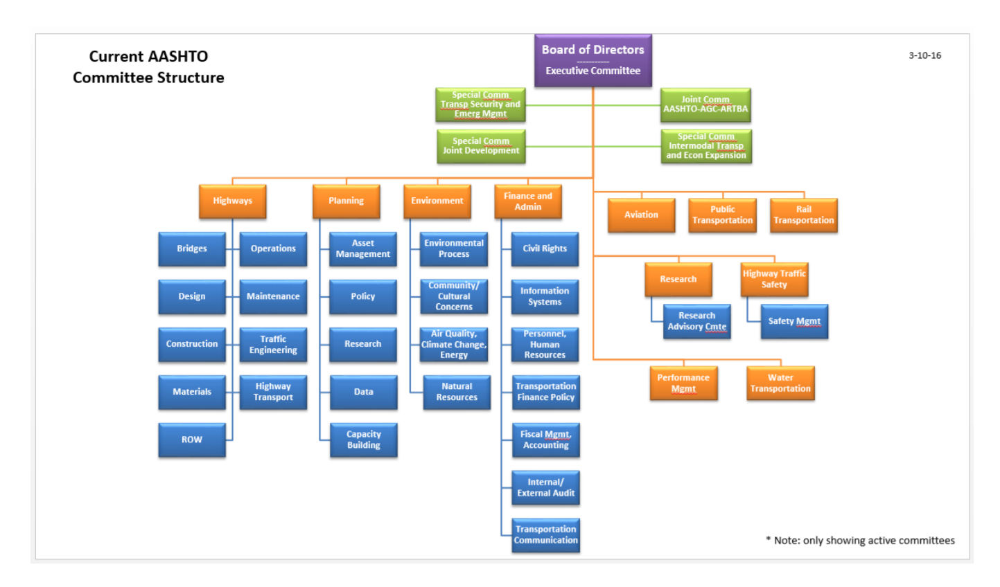 Current AASHTO
Committee Structure
Board of Directors
-----------
Executive Committee
3-10-16
Special Comm
Transp Security and
Emerg Mgmt
Joint Comm
AASHTO-AGC-ARTBA
Special Comm
Joint Development
Special Comm
Intermodal Transp
and Econ Expansion
Highways
Planning
Environment
Finance and
Admin
Aviation
Public
Transportation
Rail
Transportation
Bridges
Operations
Asset
Management
Environmental
Process
Civil Rights
Research
Highway Traffic
Safety
Design
Maintenance
Policy
Community/
Cultural
Concerns
Information
Systems
Research
Advisory Cmte
Safety Mgmt
Construction
Traffic
Engineering
Research
Air Quality,
Climate Change,
Energy
Personnel,
Human
Resources
Performance
Mgmt
Water
Transportation
Materials
Highway
Transport
Data
Natural
Resources
Transportation
Finance Policy
ROW
Capacity
Building
Fiscal Mgmt,
Accounting
Internal/
External Audit
Transportation
Communication
* Note: only showing active committees